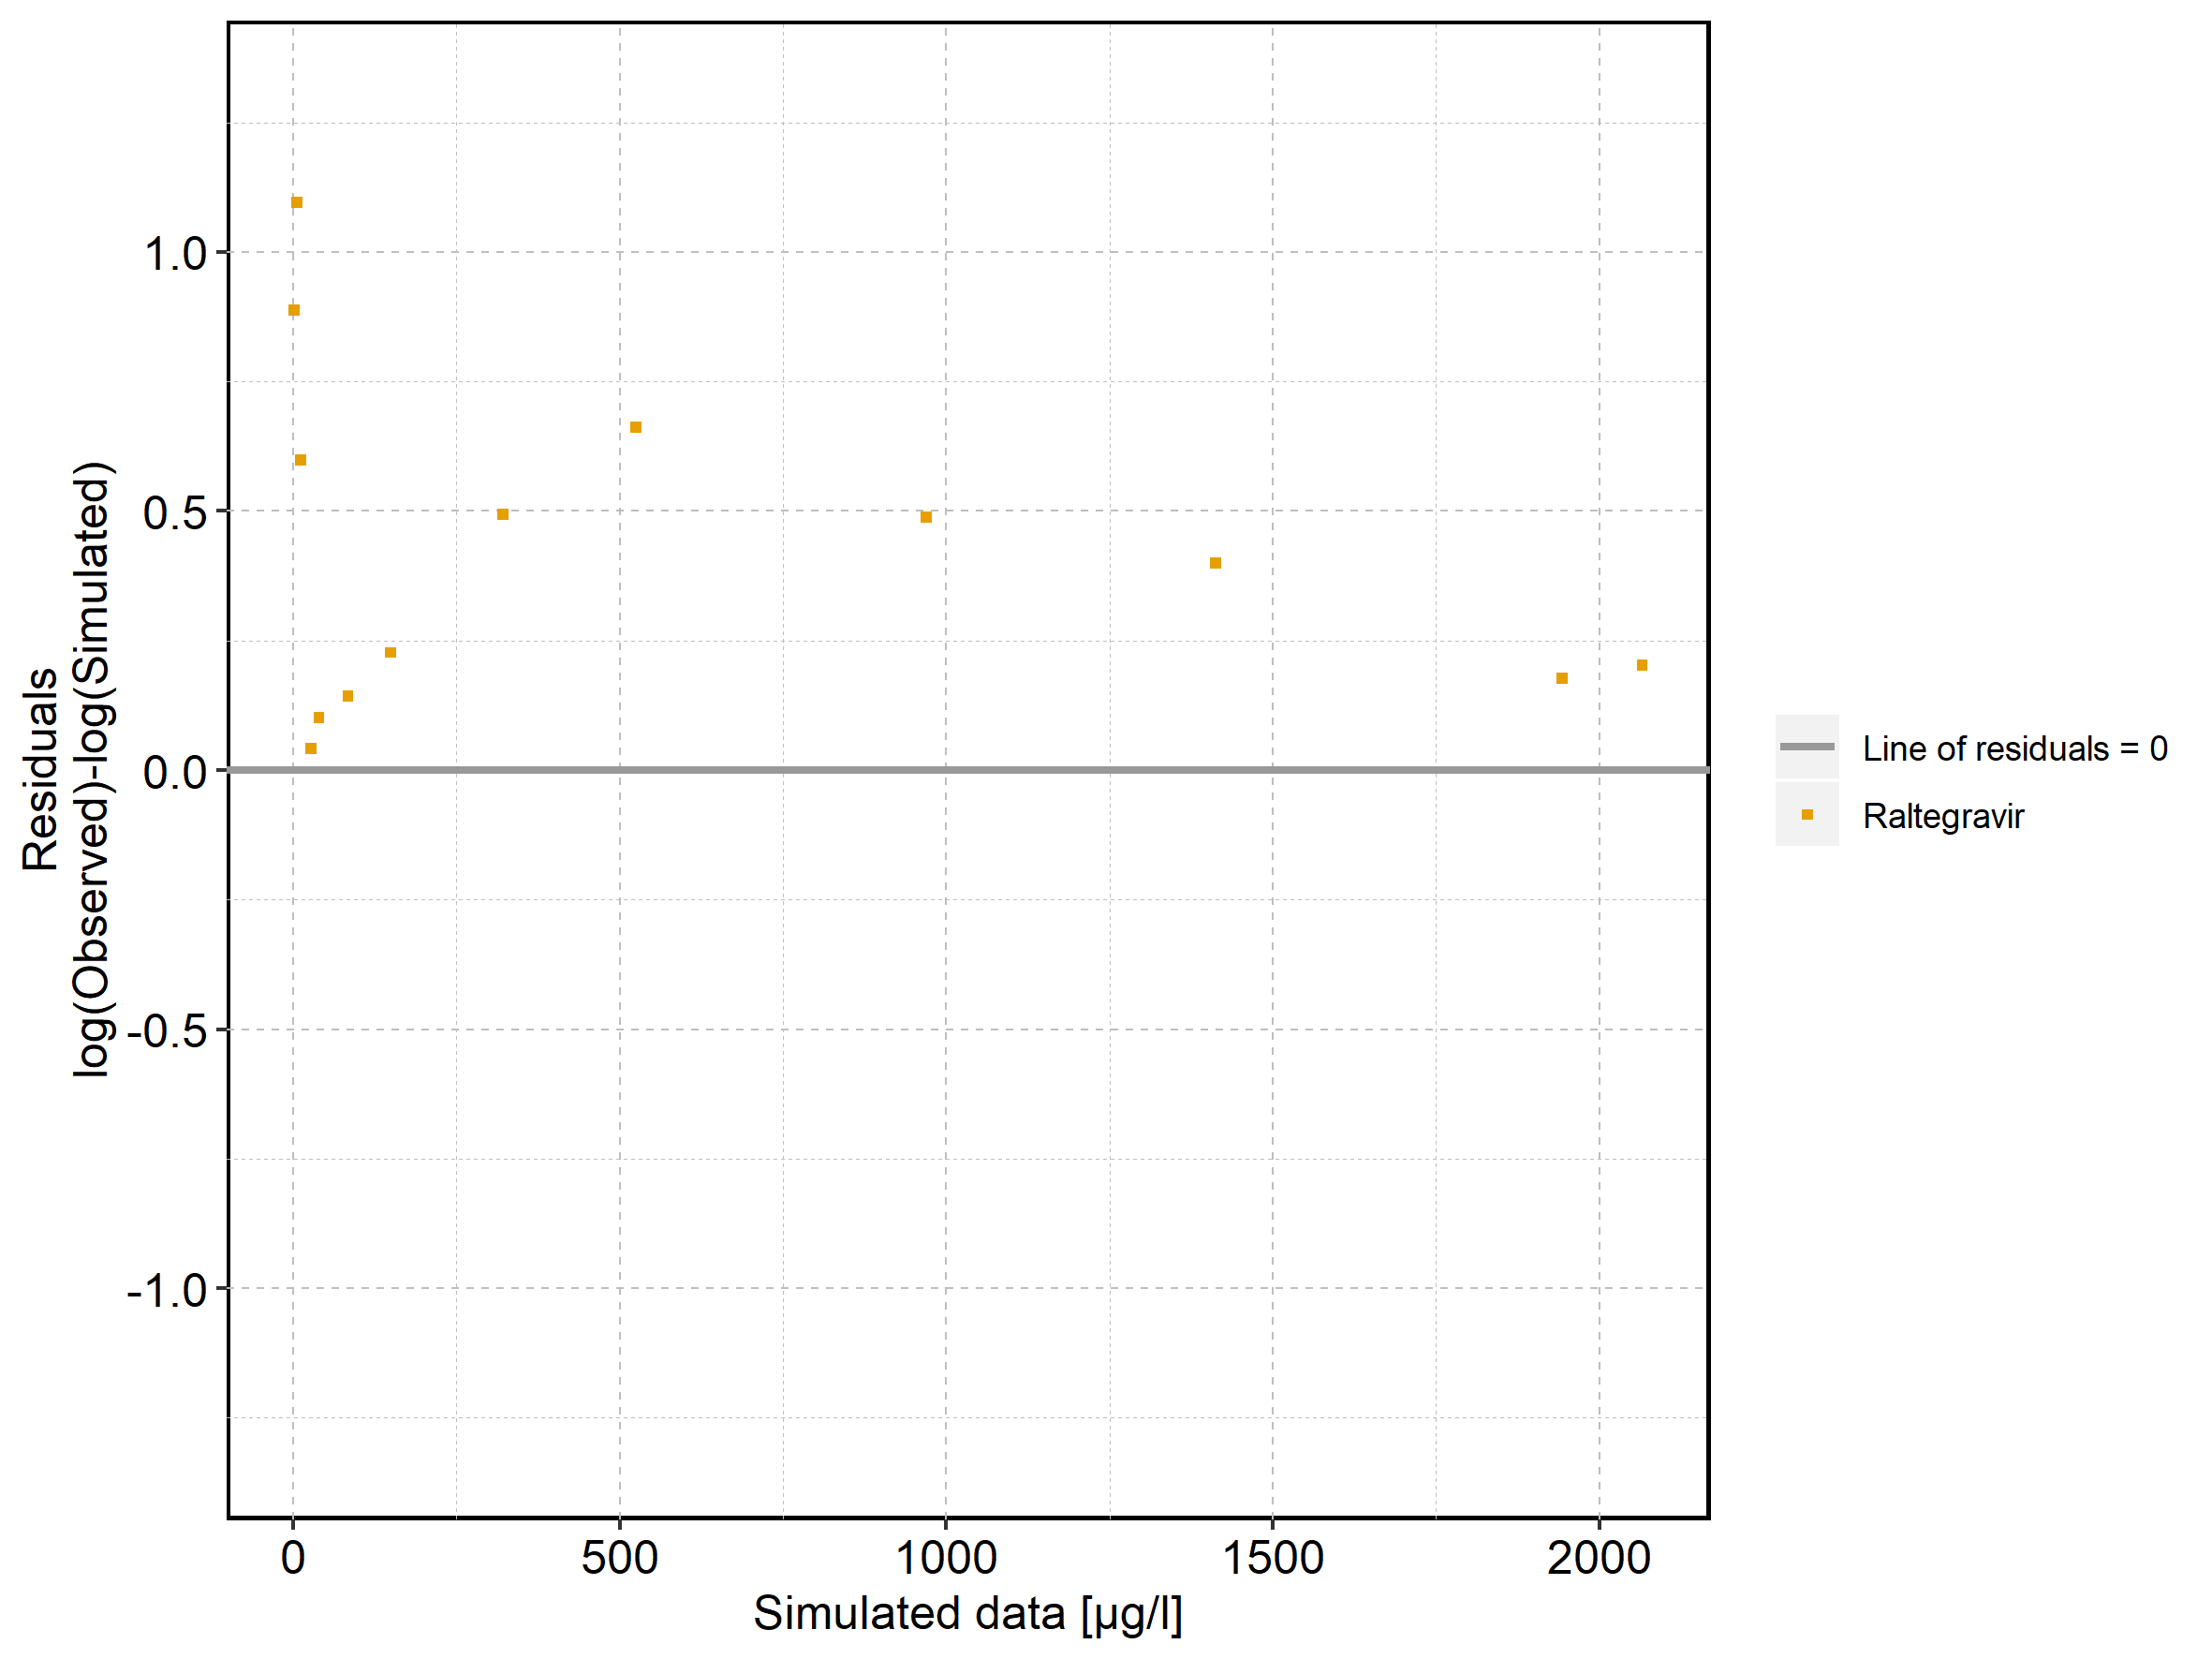 Residuals
log(Observed)-log(Simulated)
1.0
0.5
0.0
-0.5
-1.0
0 500 1000 1500 2000
Simulated data [µg/l]
Line of residuals = 0
Raltegravir